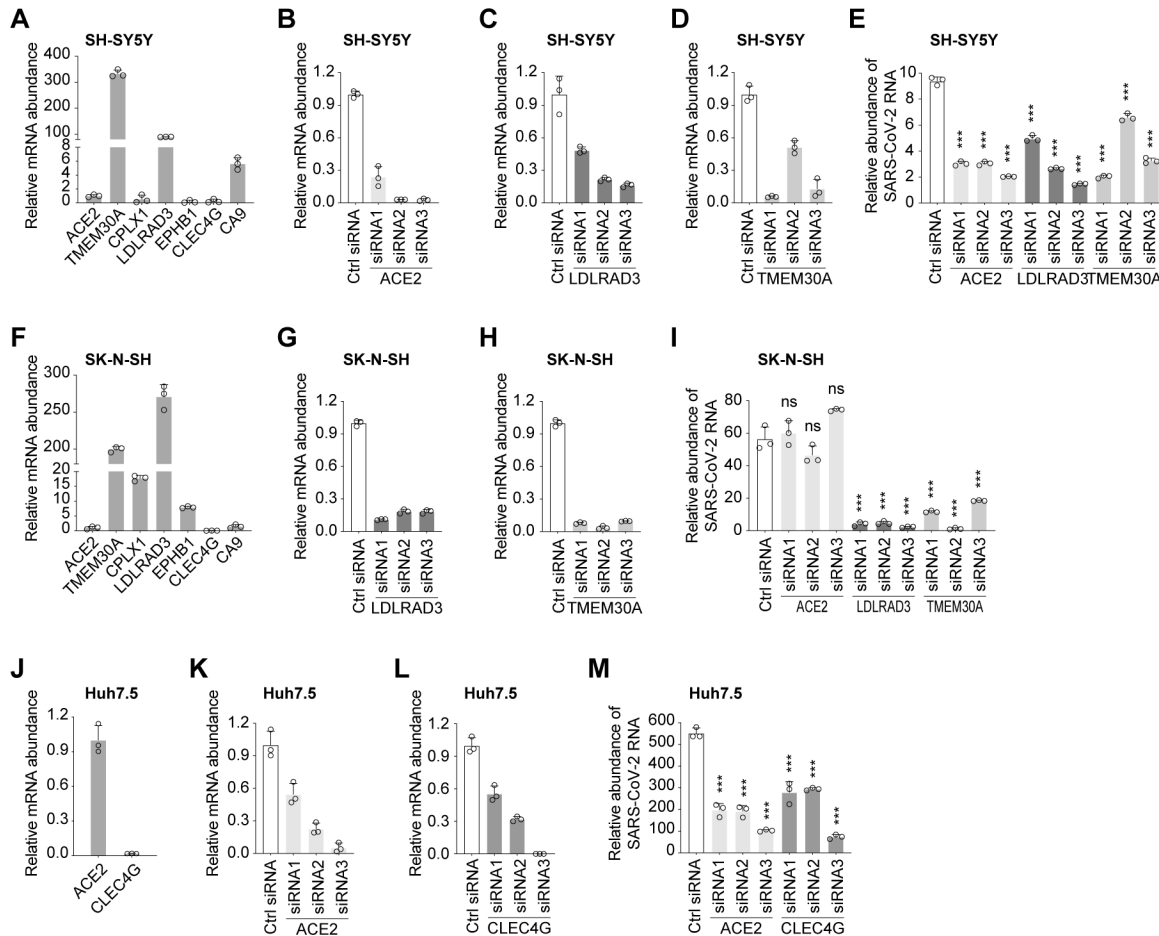 A
SH-SY5Y
Relative mRNA abundance
400
300
200
100
8
6
4
2
0
ACE2
TMEM30A
CPLX1
LDLRAD3
EPHB1
CLEC4G
CA9
B
SH-SY5Y
Relative mRNA abundance
1.2
0.9
0.6
0.3
0.0
Ctrl siRNA
siRNA1
siRNA2
siRNA3
ACE2
C
SH-SY5Y
Relative mRNA abundance
1.2
0.9
0.6
0.3
0.0
Ctrl siRNA
siRNA1
siRNA2
siRNA3
LDLRAD3
D
SH-SY5Y
Relative mRNA abundance
1.2
0.9
0.6
0.3
0.0
Ctrl siRNA
siRNA1
siRNA2
siRNA3
TMEM30A
E
SH-SY5Y
Relative abundance of
SARS-CoV-2 RNA
10
8
6
4
2
0
***
***
***
***
***
***
***
***
***
Ctrl siRNA
siRNA1
siRNA2
siRNA3
siRNA1
siRNA2
siRNA3
siRNA1
siRNA2
siRNA3
ACE2
LDLRAD3
TMEM30A
F
SK-N-SH
Relative mRNA abundance
300
250
200
20
15
10
5
0
ACE2
TMEM30A
CPLX1
LDLRAD3
EPHB1
CLEC4G
CA9
G
SK-N-SH
Relative mRNA abundance
1.2
0.9
0.6
0.3
0.0
Ctrl siRNA
siRNA1
siRNA2
siRNA3
LDLRAD3
H
SK-N-SH
Relative mRNA abundance
1.2
0.9
0.6
0.3
0.0
Ctrl siRNA
siRNA1
siRNA2
siRNA3
TMEM30A
I
SK-N-SH
Relative abundance of
SARS-CoV-2 RNA
80
60
40
20
0
ns
ns
ns
***
***
***
***
***
***
Ctrl siRNA
siRNA1
siRNA2
siRNA3
siRNA1
siRNA2
siRNA3
siRNA1
siRNA2
siRNA3
ACE2
LDLRAD3
TMEM30A
J
Huh7.5
Relative mRNA abundance
1.2
0.9
0.6
0.3
0.0
ACE2
CLEC4G
K
Huh7.5
Relative mRNA abundance
1.2
0.9
0.6
0.3
0.0
Ctrl siRNA
siRNA1
siRNA2
siRNA3
ACE2
L
Huh7.5
Relative mRNA abundance
1.2
0.9
0.6
0.3
0.0
Ctrl siRNA
siRNA1
siRNA2
siRNA3
CLEC4G
M
Huh7.5
Relative abundance of
SARS-CoV-2 RNA
600
500
400
300
200
100
0
***
***
***
***
***
***
Ctrl siRNA
siRNA1
siRNA2
siRNA3
siRNA1
siRNA2
siRNA3
ACE2
CLEC4G